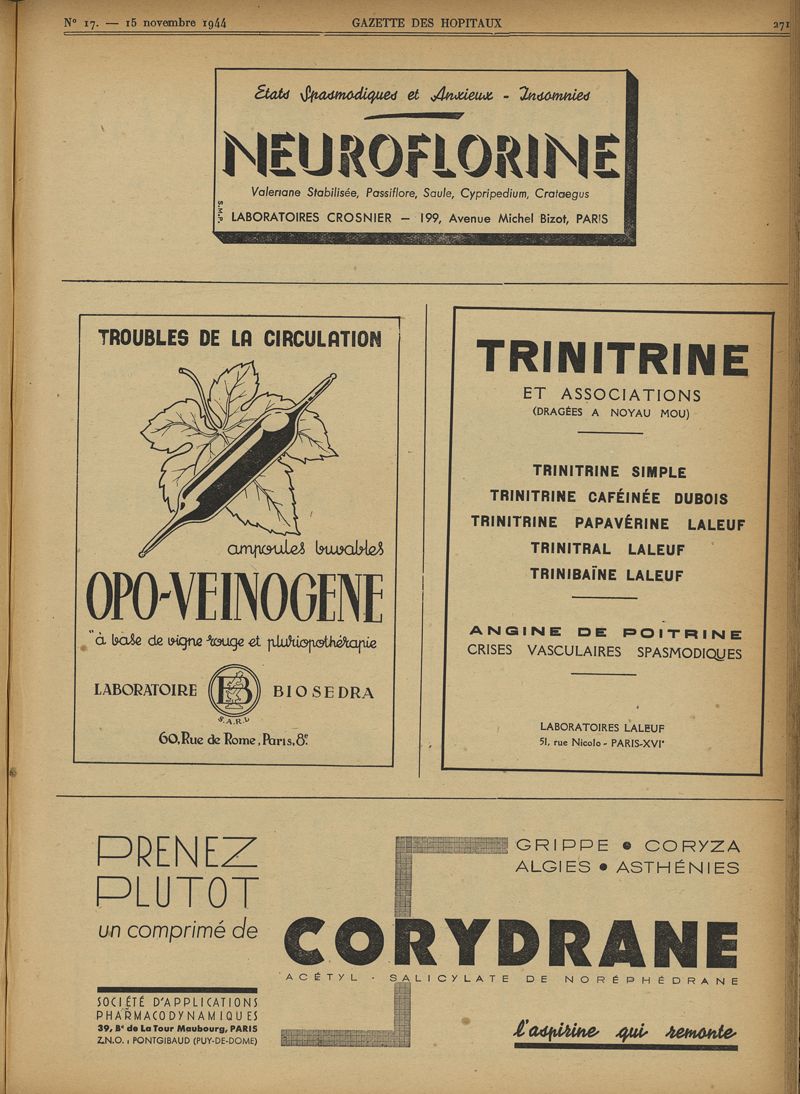 N° 17. — 15 novembre 1944 GAZETTE DES HOPITAUX 271
Etats Spasmodiques et Anxieux - Insomnies
NEUROFLORINE
Valeriane Stabilisée, Passiflore, Saule, Cypripedium, Crataegus
S.M.P.
LABORATOIRES CROSNIER — 199, Avenue Michel Bizot, PARIS
TROUBLES DE LA CIRCULATION
ampoules buvables
OPO-VEINOGENE
"à base de vigne rouge et pluriopothérapie
LABORATOIRE B BIOSEDRA
S.A.R.L
60, Rue de Rome, Paris, 8e
TRINITRINE
ET ASSOCIATIONS
(DRAGÉES A NOYAU MOU)
TRINITRINE SIMPLE
TRINITRINE CAFÉINÉE DUBOIS
TRINITRINE PAPAVÉRINE LALEUF
TRINITRAL LALEUF
TRINIBAÏNE LALEUF
ANGINE DE POITRINE
CRISES VASCULAIRES SPASMODIQUES
LABORATOIRES LALEUF
51, rue Nicolo - PARIS-XVIe
PRENEZ
PLUTOT
un comprimé de
GRIPPE • CORYZA
ALGIES • ASTHÉNIES
CORYDRANE
ACÉTYL - SALICYLATE DE NORÉPHÉDRANE
SOCIÉTÉ D'APPLICATIONS
PHARMACODYNAMIQUES
39, Bd de La Tour Maubourg, PARIS
Z.N.O. : PONTGIBAUD (PUY-DE-DOME)
l'aspirine qui remonte